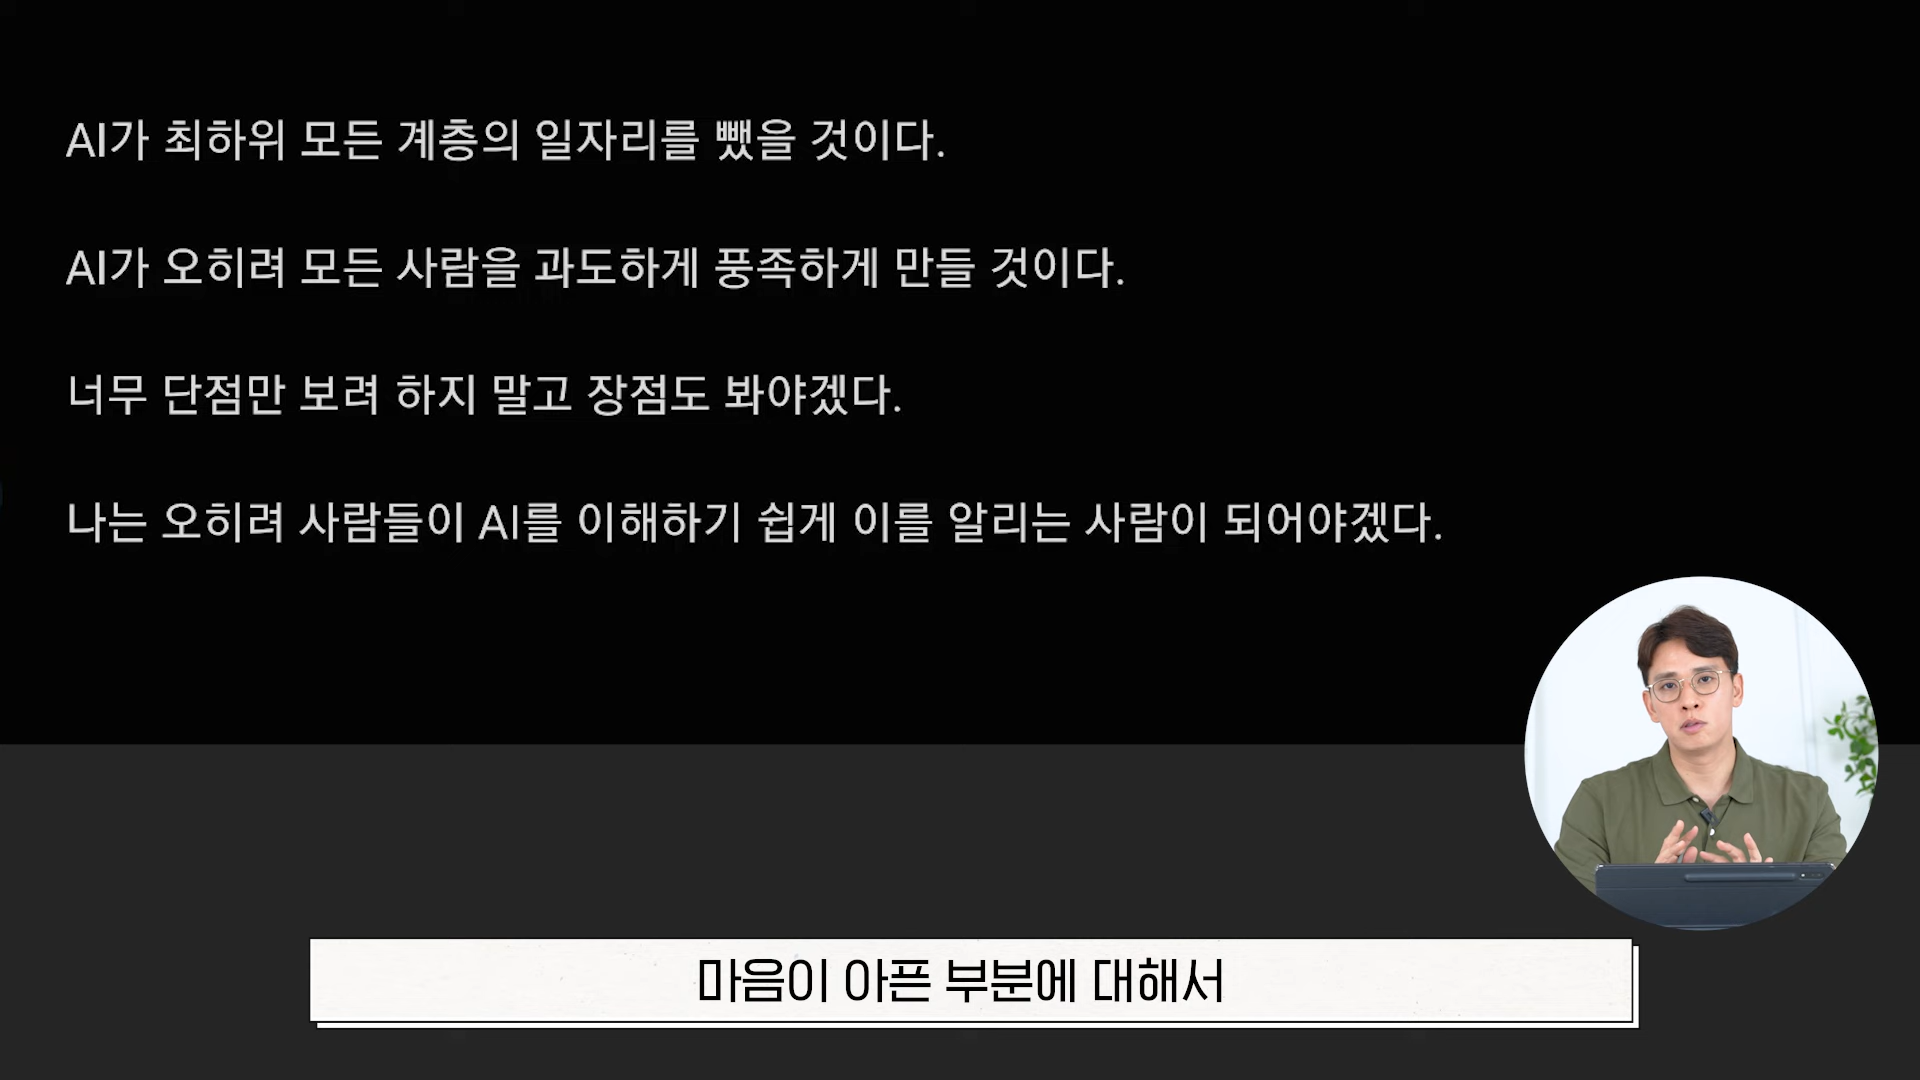 AI가 최하위 모든 계층의 일자리를 뺐을 것이다.
AI가 오히려 모든 사람을 과도하게 풍족하게 만들 것이다.
너무 단점만 보려 하지 말고 장점도 봐야겠다.
나는 오히려 사람들이 AI를 이해하기 쉽게 이를 알리는 사람이 되어야겠다.
마음이 아픈 부분에 대해서